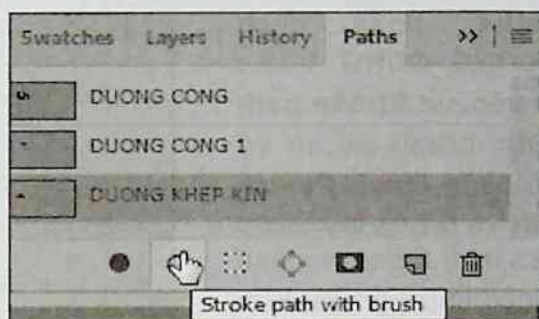 Swatches Layers History Paths >>
DUONG CONG
DUONG CONG 1
DUONG KHEP KIN
Stroke path with brush